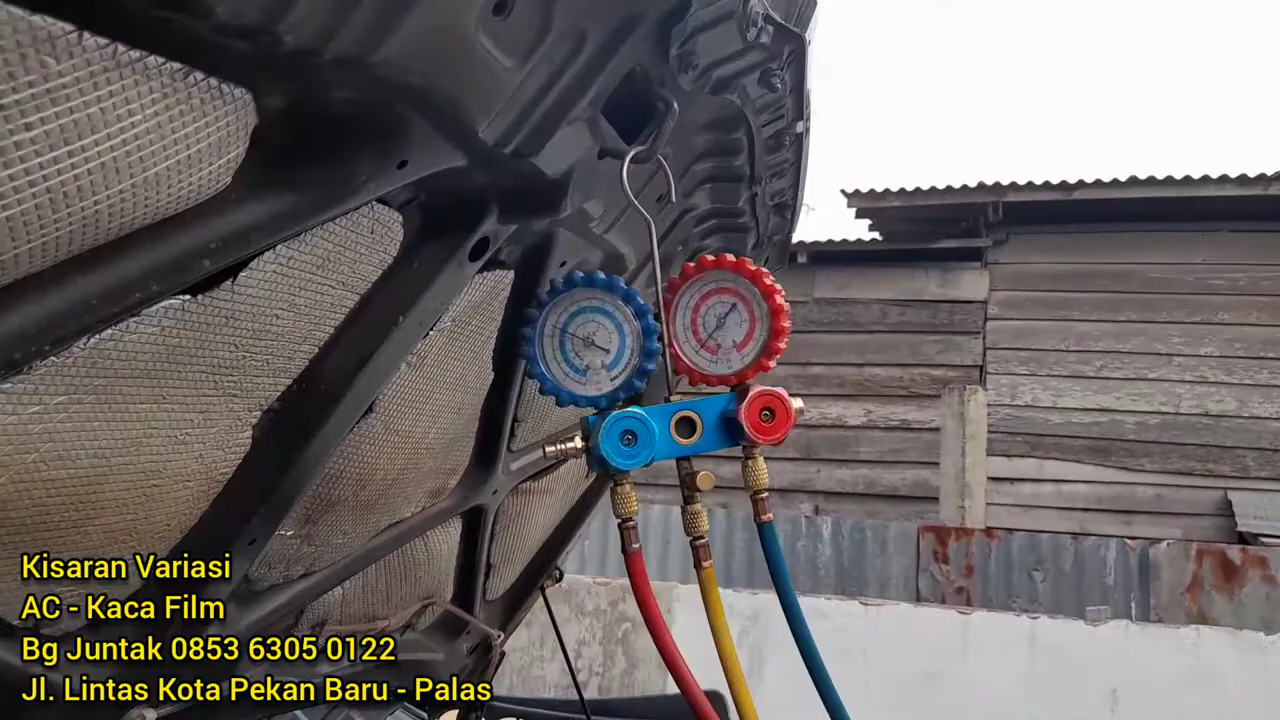 Kisaran Variasi
AC - Kaca Film
Bg Juntak 0853 6305 0122
Jl. Lintas Kota Pekan Baru - Palas